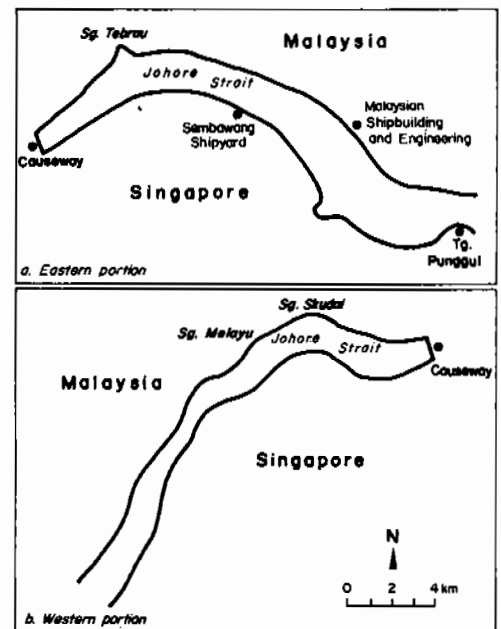 Sg. Tebrau
Malaysia
Johore Strait
Malaysian
Shipbuilding
and Engineering
Sembawang
Shipyard
Causeway
Singapore
Tg.
Punggul
a. Eastern portion
Sg. Skudai
Sg. Melayu
Johore
Strait
Causeway
Malaysia
Singapore
N
0 2 4 km
b. Western portion